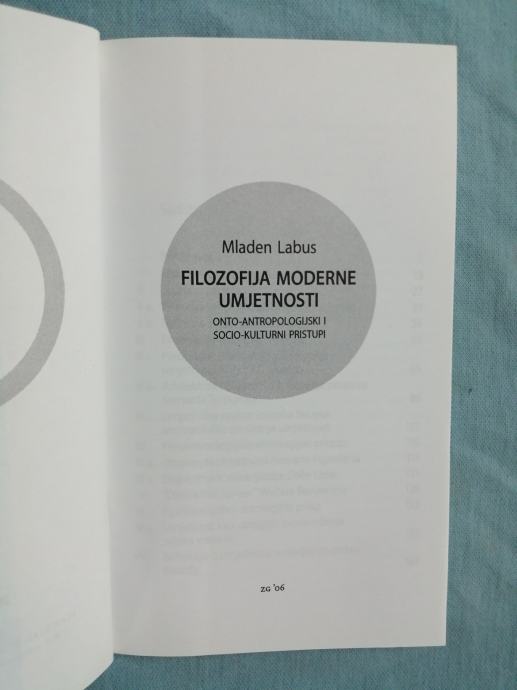 Mladen Labus
FILOZOFIJA MODERNE
UMJETNOSTI
ONTO-ANTROPOLOGIJSKI I
SOCIO-KULTURNI PRISTUPI
ZG '06